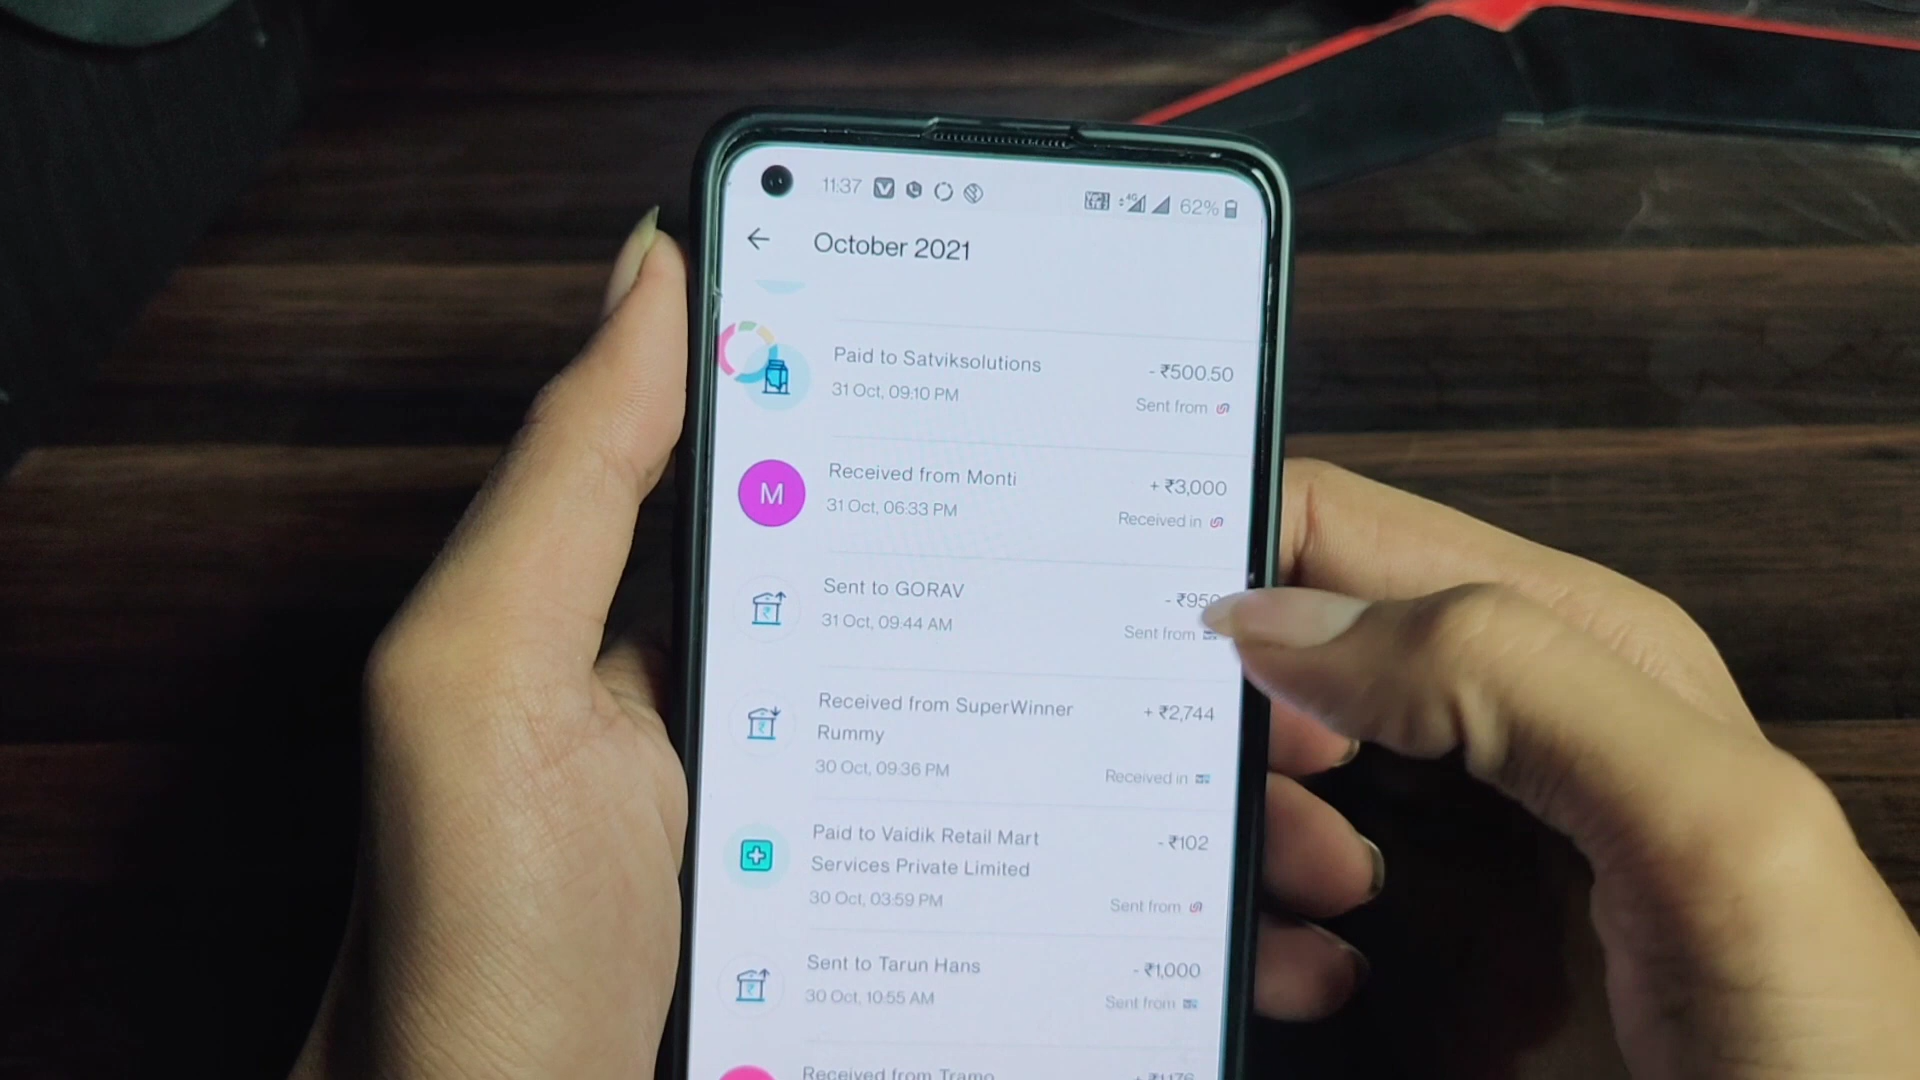 11:37
62%
October 2021
Paid to Satviksolutions
- ₹500.50
31 Oct, 09:10 PM
Sent from
M
Received from Monti
+ ₹3,000
31 Oct, 06:33 PM
Received in
Sent to GORAV
- ₹950
31 Oct, 09:44 AM
Sent from
Received from SuperWinner
+ ₹2,744
Rummy
30 Oct, 09:36 PM
Received in
Paid to Vaidik Retail Mart
- ₹102
Services Private Limited
30 Oct, 03:59 PM
Sent from
Sent to Tarun Hans
- ₹1,000
30 Oct, 10:55 AM
Sent from
Received from Tramo